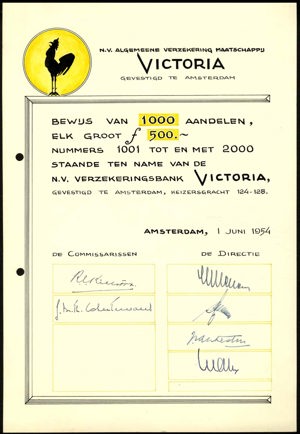 N.V. ALGEMEENE VERZEKERING MAATSCHAPPIJ
VICTORIA
GEVESTIGD TE AMSTERDAM
BEWIJS VAN 1000 AANDELEN,
ELK GROOT ƒ 500.~
NUMMERS 1001 TOT EN MET 2000
STAANDE TEN NAME VAN DE
N.V. VERZEKERINGSBANK VICTORIA,
GEVESTIGD TE AMSTERDAM, KEIZERSGRACHT 124-128.
AMSTERDAM, 1 JUNI 1954
DE COMMISSARISSEN
DE DIRECTIE